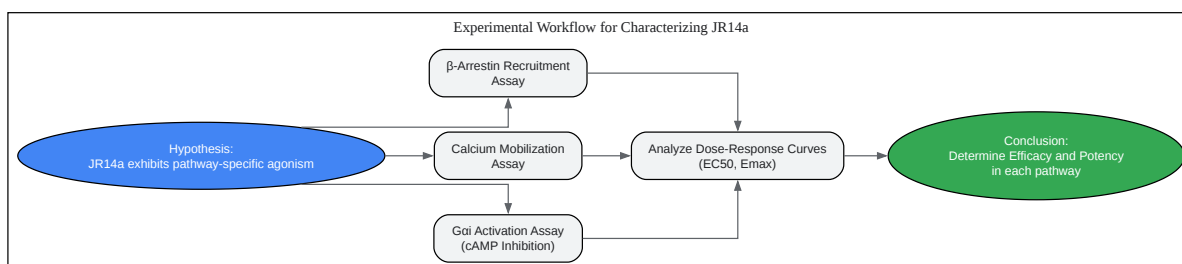 Experimental Workflow for Characterizing JR14a
β-Arrestin Recruitment
Assay
Hypothesis:
JR14a exhibits pathway-specific agonism
Calcium Mobilization
Assay
Analyze Dose-Response Curves
(EC50, Emax)
Conclusion:
Determine Efficacy and Potency
in each pathway
Gαi Activation Assay
(cAMP Inhibition)